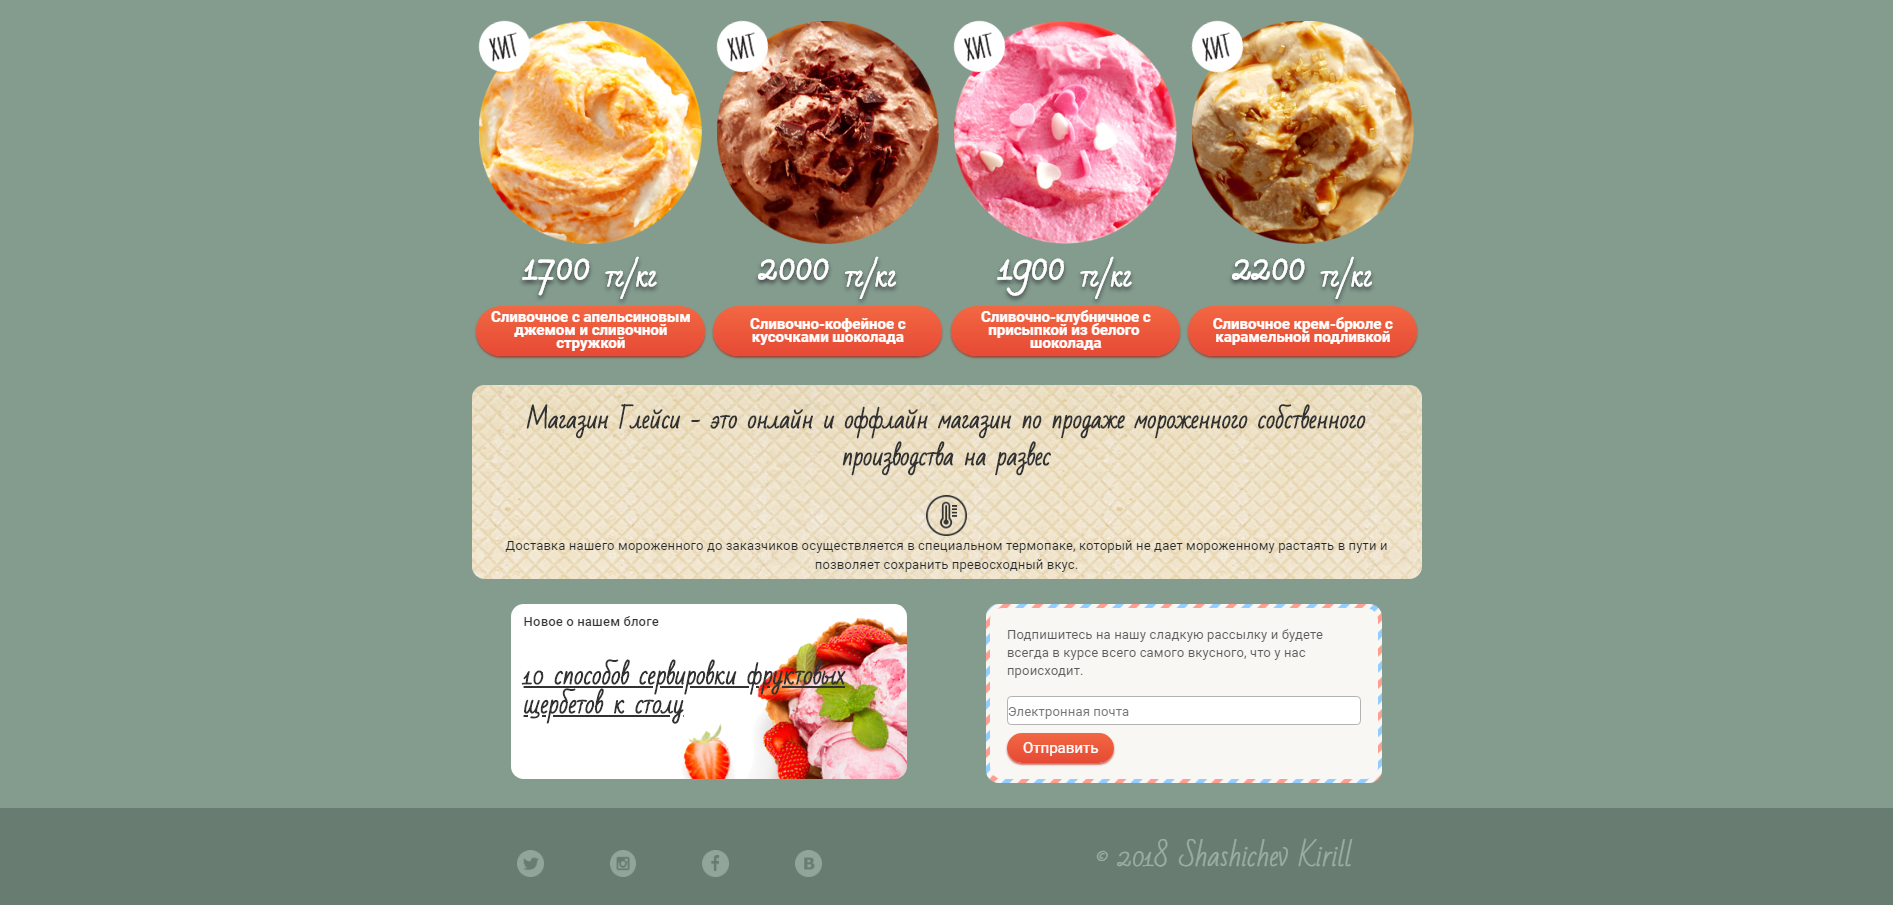 ХИТ
ХИТ
ХИТ
ХИТ
1700 тг/кг
2000 тг/кг
1900 тг/кг
2200 тг/кг
Сливочное с апельсиновым
джемом и сливочной
стружкой
Сливочно-кофейное с
кусочками шоколада
Сливочно-клубничное с
присыпкой из белого
шоколада
Сливочное крем-брюле с
карамельной подливкой
Магазин Глейси - это онлайн и оффлайн магазин по продаже мороженного собственного
производства на развес
Доставка нашего мороженного до заказчиков осуществляется в специальном термопаке, который не дает мороженному растаять в пути и
позволяет сохранить превосходный вкус.
Новое о нашем блоге
10 способов сервировки фруктовых
щербетов к столу
Подпишитесь на нашу сладкую рассылку и будете
всегда в курсе всего самого вкусного, что у нас
происходит.
Электронная почта
Отправить
© 2018 Shashichev Kirill